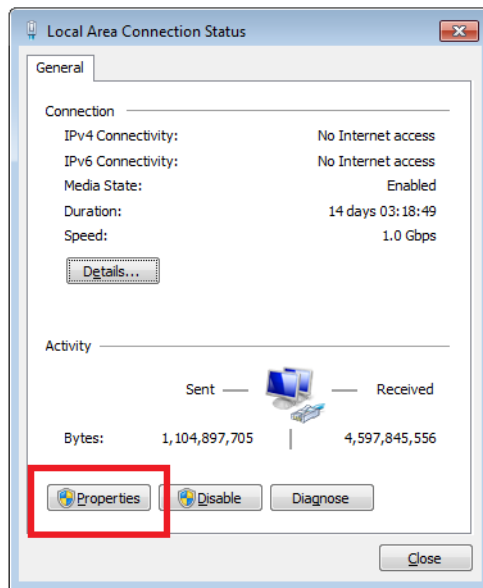 Local Area Connection Status
General
Connection
IPv4 Connectivity: No Internet access
IPv6 Connectivity: No Internet access
Media State: Enabled
Duration: 14 days 03:18:49
Speed: 1.0 Gbps
Details...
Activity
Sent Received
Bytes: 1,104,897,705 4,597,845,556
Properties Disable Diagnose
Close